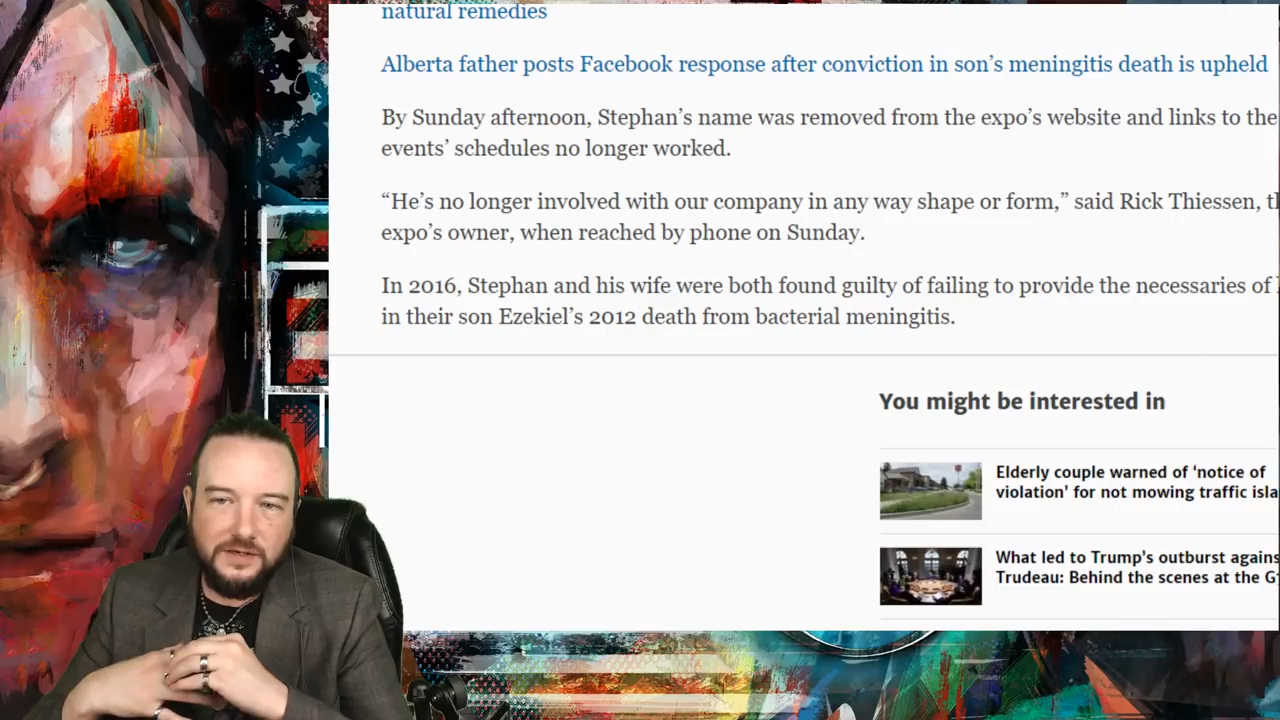 natural remedies
Alberta father posts Facebook response after conviction in son’s meningitis death is upheld
By Sunday afternoon, Stephan’s name was removed from the expo’s website and links to the
events’ schedules no longer worked.
“He’s no longer involved with our company in any way shape or form,” said Rick Thiessen,
expo’s owner, when reached by phone on Sunday.
In 2016, Stephan and his wife were both found guilty of failing to provide the necessaries of
in their son Ezekiel’s 2012 death from bacterial meningitis.
You might be interested in
Elderly couple warned of ‘notice of
violation’ for not mowing traffic
What led to Trump’s outburst
Trudeau: Behind the scenes at the